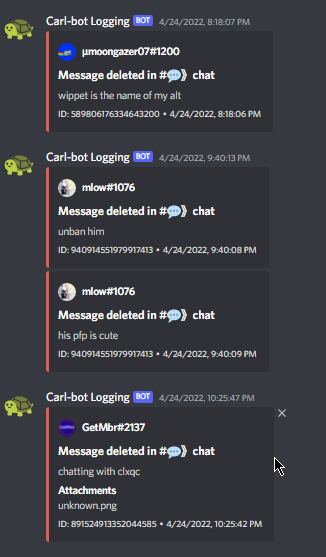 Carl-bot Logging BOT 4/24/2022, 8:18:07 PM
µmoongazer07#1200
Message deleted in #💬》chat
wippet is the name of my alt
ID: 589806176334643200 • 4/24/2022, 8:18:06 PM
Carl-bot Logging BOT 4/24/2022, 9:40:13 PM
mlow#1076
Message deleted in #💬》chat
unban him
ID: 940914551979917413 • 4/24/2022, 9:40:08 PM
mlow#1076
Message deleted in #💬》chat
his pfp is cute
ID: 940914551979917413 • 4/24/2022, 9:40:09 PM
Carl-bot Logging BOT 4/24/2022, 10:25:47 PM
GetMbr#2137
Message deleted in #💬》chat
chatting with clxqc
Attachments
unknown.png
ID: 891524913352044585 • 4/24/2022, 10:25:42 PM